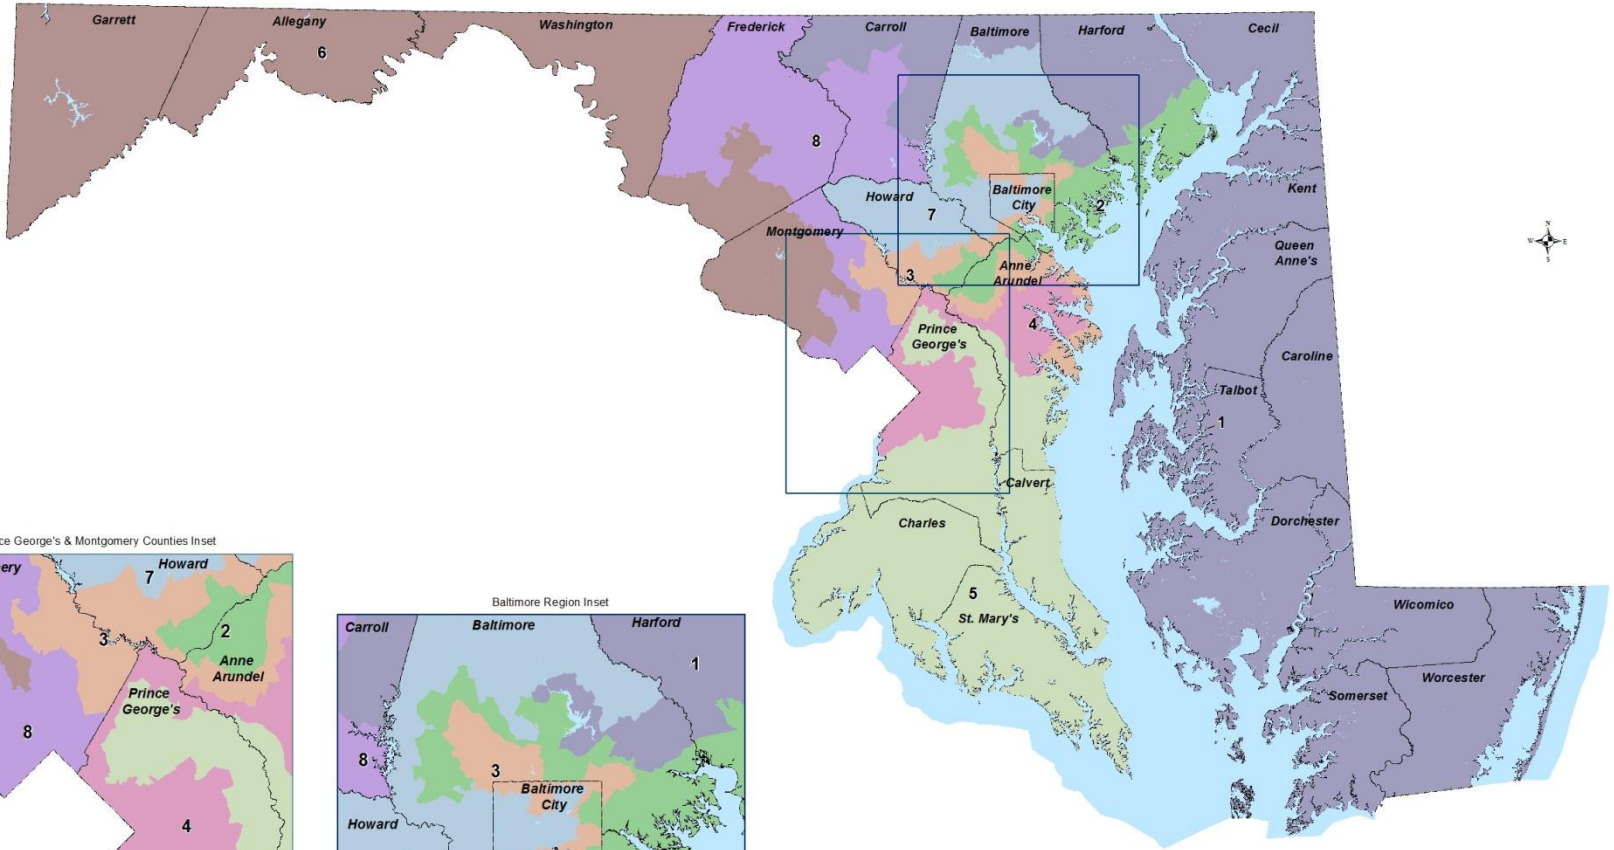 Garrett
Allegany
Washington
Frederick
Carroll
Baltimore
Harford
Cecil
6
8
Howard
7
Baltimore
City
2
Kent
Queen
Anne's
Montgomery
3
Anne
Arundel
4
Prince
George's
Caroline
Talbot
1
Calvert
Dorchester
Charles
5
St. Mary's
Wicomico
Worcester
Somerset
N
W E
S
ce George's & Montgomery Counties Inset
ery
7
Howard
3
2
Anne
Arundel
Prince
George's
8
4
Baltimore Region Inset
Carroll
Baltimore
Harford
1
8
3
Baltimore
City
Howard